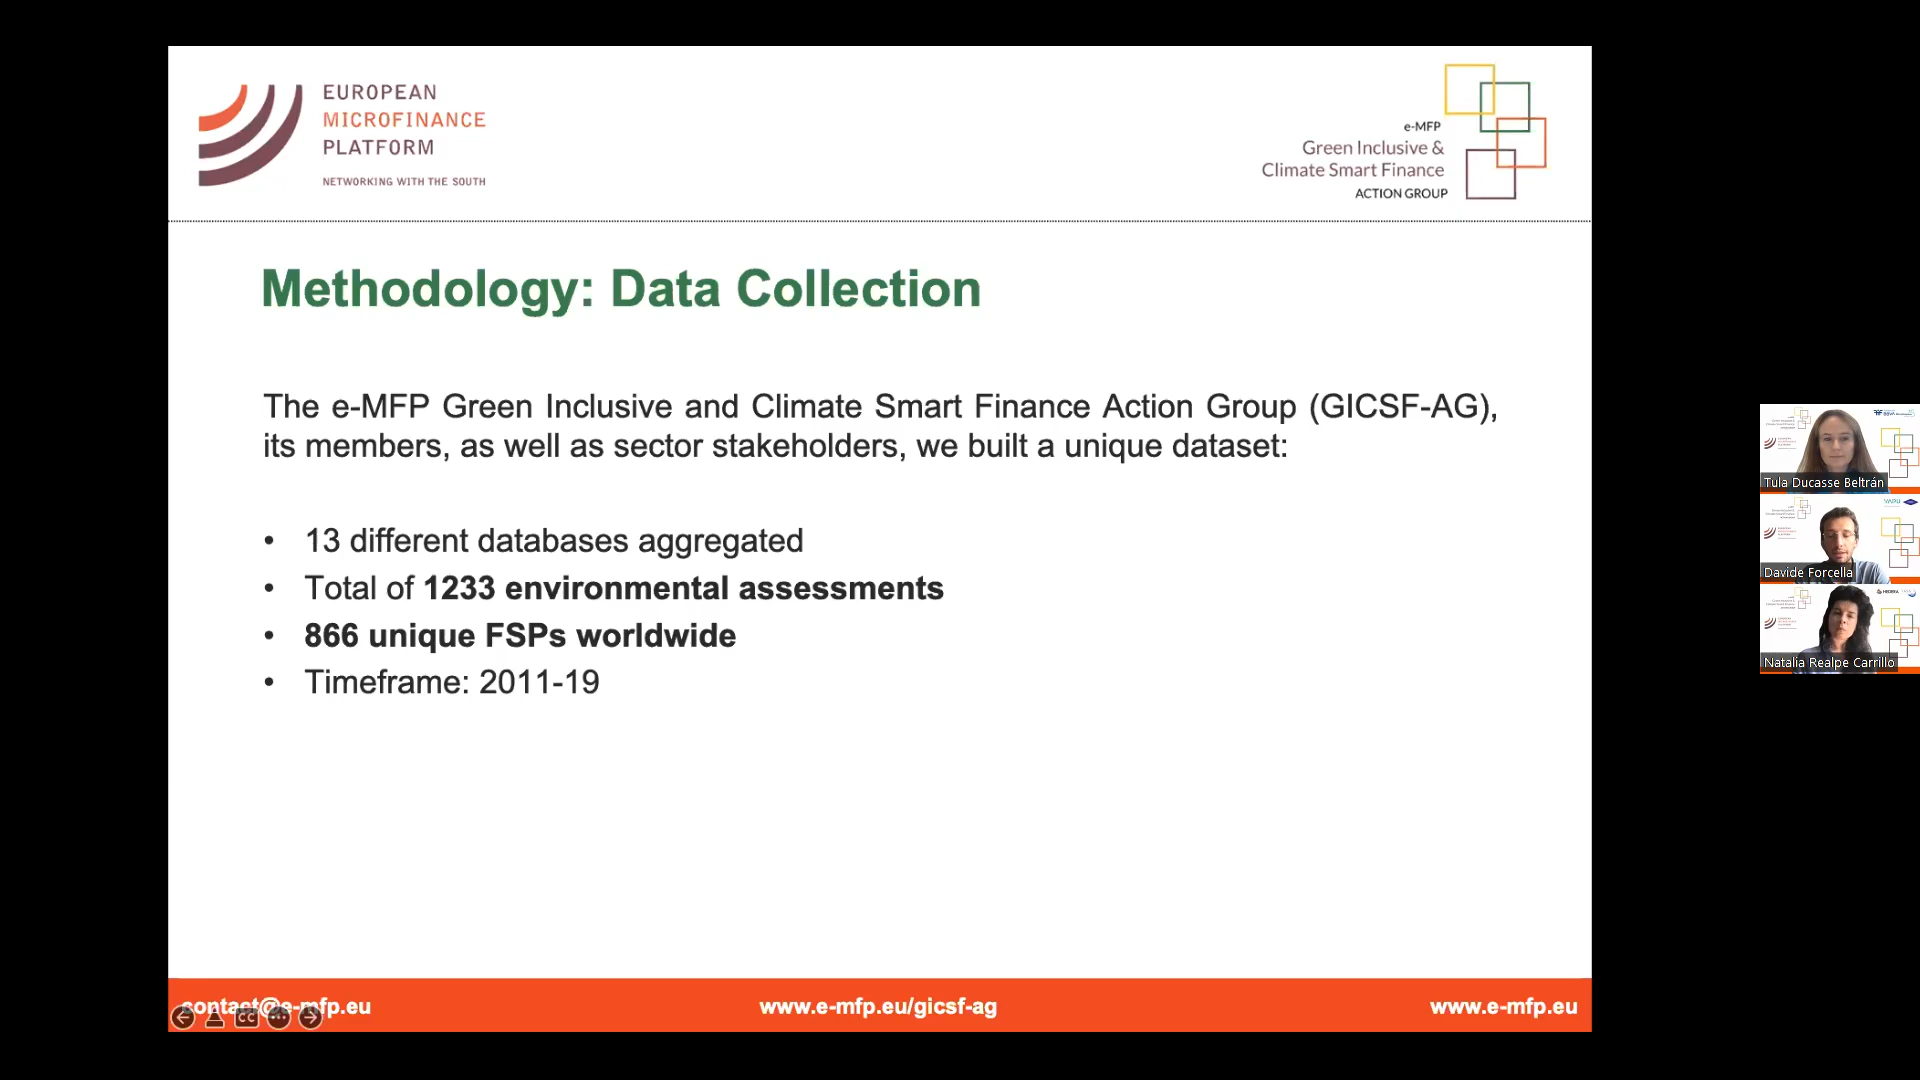 EUROPEAN
MICROFINANCE
PLATFORM
NETWORKING WITH THE SOUTH
e-MFP
Green Inclusive &
Climate Smart Finance
ACTION GROUP
Methodology: Data Collection
The e-MFP Green Inclusive and Climate Smart Finance Action Group (GICSF-AG),
its members, as well as sector stakeholders, we built a unique dataset:
• 13 different databases aggregated
• Total of 1233 environmental assessments
• 866 unique FSPs worldwide
• Timeframe: 2011-19
contact@e-mfp.eu
www.e-mfp.eu/gicsf-ag
www.e-mfp.eu
CC
Tula Ducasse Beltrán
Davide Forcella
Natalia Realpe Carrillo